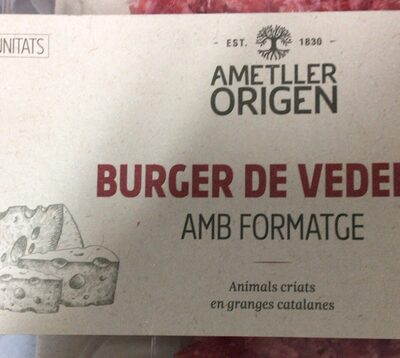 UNITATS
EST. 1830
AMETLLER
ORIGEN
BURGER DE VEDE
AMB FORMATGE
Animals criats
en granges catalanes